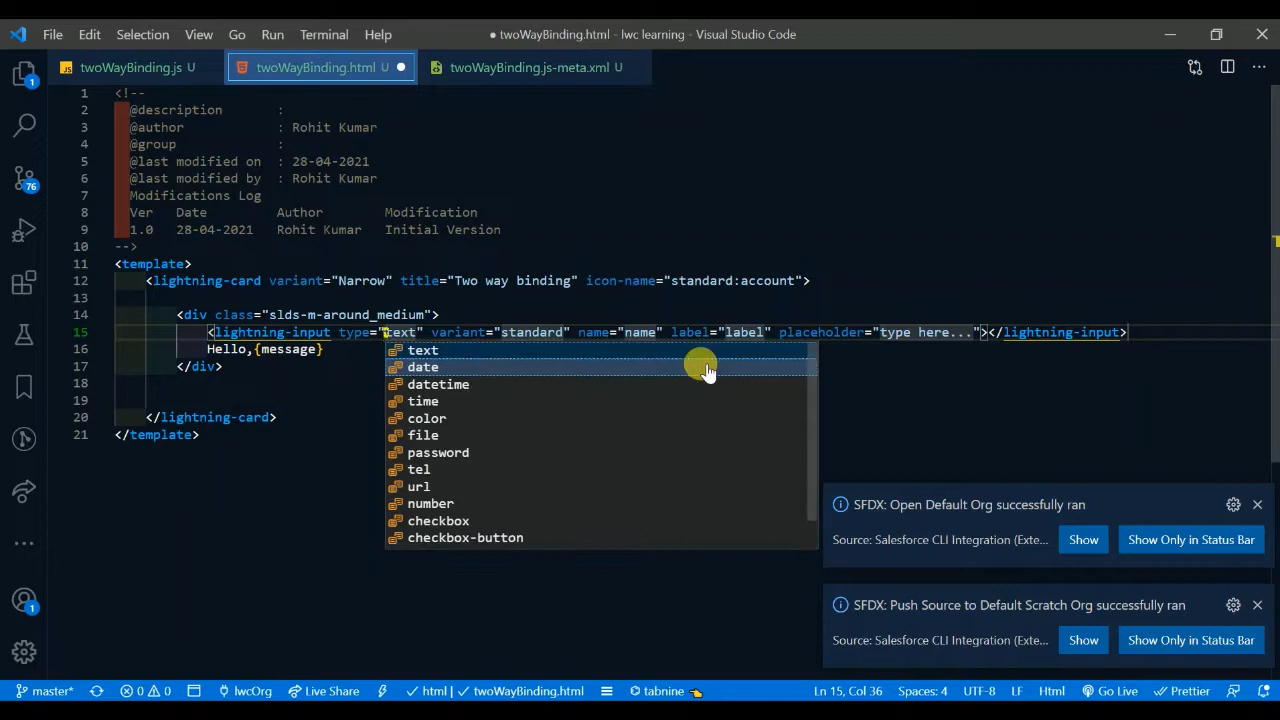 File Edit Selection View Go Run Terminal Help
● twoWayBinding.html - lwc learning - Visual Studio Code
twoWayBinding.js U
twoWayBinding.html U ●
twoWayBinding.js-meta.xml U
1 <!--
2 @description :
3 @author : Rohit Kumar
4 @group :
5 @last modified on : 28-04-2021
6 @last modified by : Rohit Kumar
7 Modifications Log
8 Ver Date Author Modification
9 1.0 28-04-2021 Rohit Kumar Initial Version
10 -->
11 <template>
12 <lightning-card variant="Narrow" title="Two way binding" icon-name="standard:account">
13
14 <div class="slds-m-around_medium">
15 <lightning-input type="text" variant="standard" name="name" label="label" placeholder="type here..."></lightning-input>
16 Hello,{message}
17 </div>
18
19
20 </lightning-card>
21 </template>
text
date
datetime
time
color
file
password
tel
url
number
checkbox
checkbox-button
1
76
1
SFDX: Open Default Org successfully ran
Source: Salesforce CLI Integration (Exte... Show Show Only in Status Bar
SFDX: Push Source to Default Scratch Org successfully ran
Source: Salesforce CLI Integration (Exte... Show Show Only in Status Bar
master* 0 0 lwcOrg Live Share html | twoWayBinding.html tabnine Ln 15, Col 36 Spaces: 4 UTF-8 LF Html Go Live Prettier